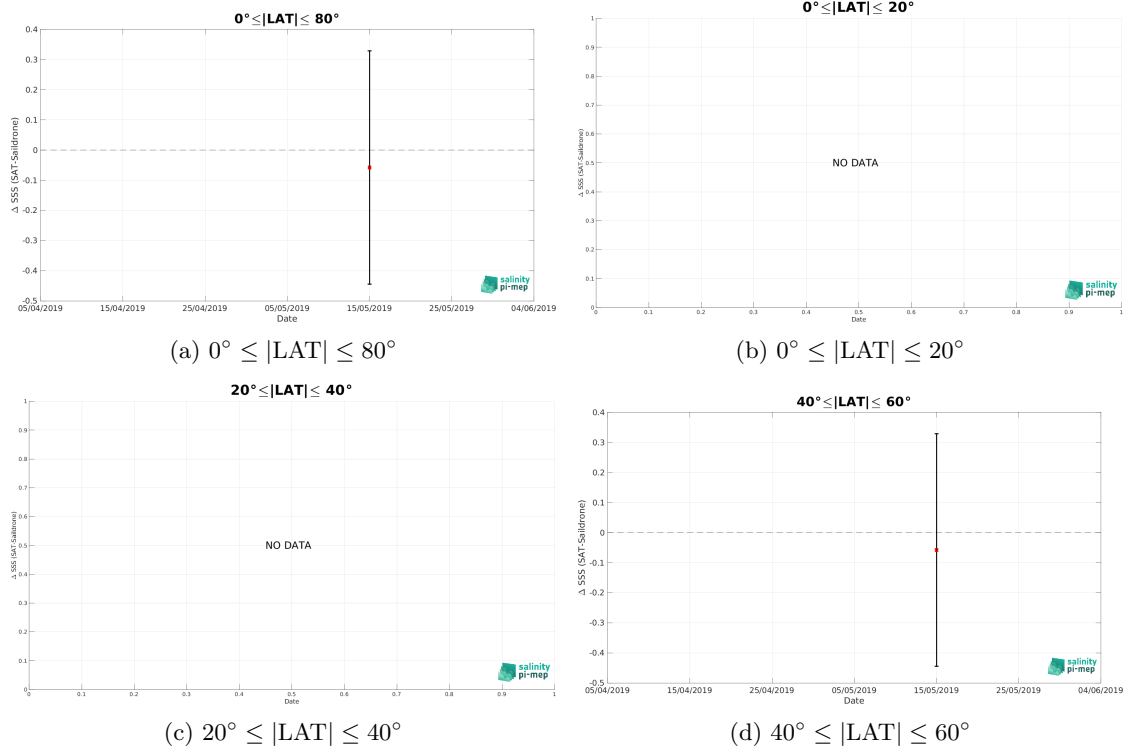 0°≤|LAT|≤ 80°
0.4
0.3
0.2
0.1
0
-0.1
-0.2
-0.3
-0.4
-0.5
Δ SSS (SAT-Saildrone)
05/04/2019 15/04/2019 25/04/2019 05/05/2019 15/05/2019 25/05/2019 04/06/2019
Date
salinity
pi-mep
(a) 0° ≤ |LAT| ≤ 80°
0°≤|LAT|≤ 20°
1
0.9
0.8
0.7
0.6
0.5
0.4
0.3
0.2
0.1
0
Δ SSS (SAT-Saildrone)
NO DATA
0 0.1 0.2 0.3 0.4 0.5 0.6 0.7 0.8 0.9 1
Date
salinity
pi-mep
(b) 0° ≤ |LAT| ≤ 20°
20°≤|LAT|≤ 40°
1
0.9
0.8
0.7
0.6
0.5
0.4
0.3
0.2
0.1
0
Δ SSS (SAT-Saildrone)
NO DATA
0 0.1 0.2 0.3 0.4 0.5 0.6 0.7 0.8 0.9 1
Date
salinity
pi-mep
(c) 20° ≤ |LAT| ≤ 40°
40°≤|LAT|≤ 60°
0.4
0.3
0.2
0.1
0
-0.1
-0.2
-0.3
-0.4
-0.5
Δ SSS (SAT-Saildrone)
05/04/2019 15/04/2019 25/04/2019 05/05/2019 15/05/2019 25/05/2019 04/06/2019
Date
salinity
pi-mep
(d) 40° ≤ |LAT| ≤ 60°